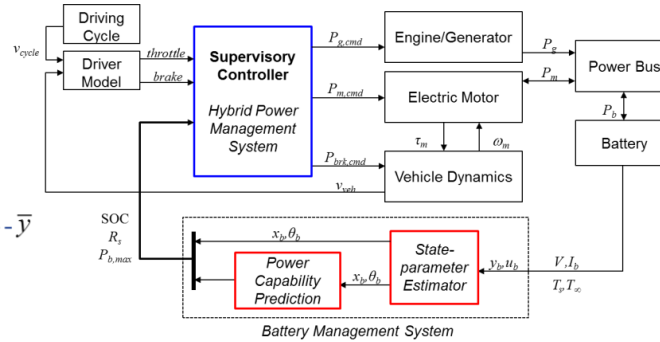 Driving
Cycle
v_cycle
Driver
Model
throttle
brake
Supervisory
Controller
Hybrid Power
Management
System
P_g,cmd
P_m,cmd
P_brk,cmd
Engine/Generator
Electric Motor
τ_m
ω_m
Vehicle Dynamics
v_veh
P_g
P_m
Power Bus
P_b
Battery
- ȳ
SOC
R_s
P_b,max
x_b,θ_b
Power
Capability
Prediction
x_b,θ_b
State-
parameter
Estimator
y_b,u_b
V, I_b
T_s,T_∞
Battery Management System